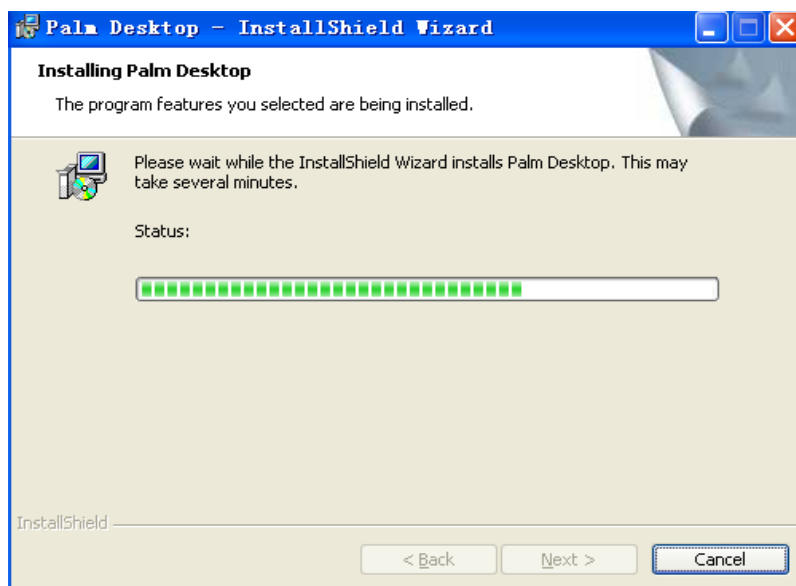 Palm Desktop - InstallShield Wizard
Installing Palm Desktop
The program features you selected are being installed.
Please wait while the InstallShield Wizard installs Palm Desktop. This may
take several minutes.
Status:
InstallShield
< Back
Next >
Cancel